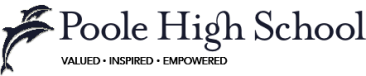 Poole High School
VALUED • INSPIRED • EMPOWERED